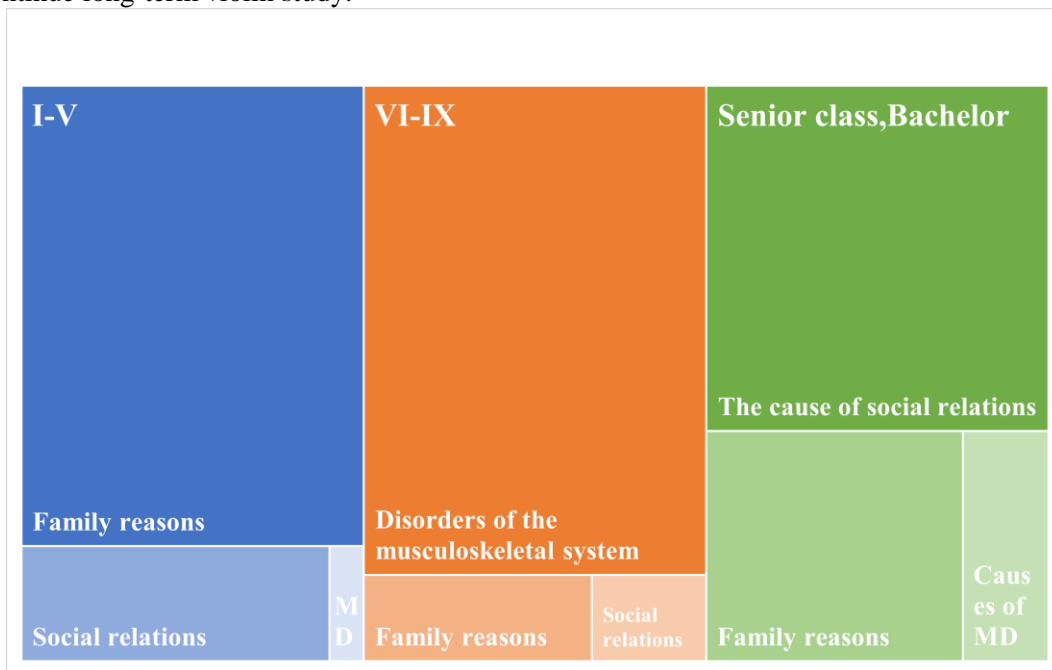 I-V
Family reasons
Social relations
M
D
VI-IX
Disorders of the
musculoskeletal system
Family reasons
Social
relations
Senior class,Bachelor
The cause of social relations
Family reasons
Caus
es of
MD